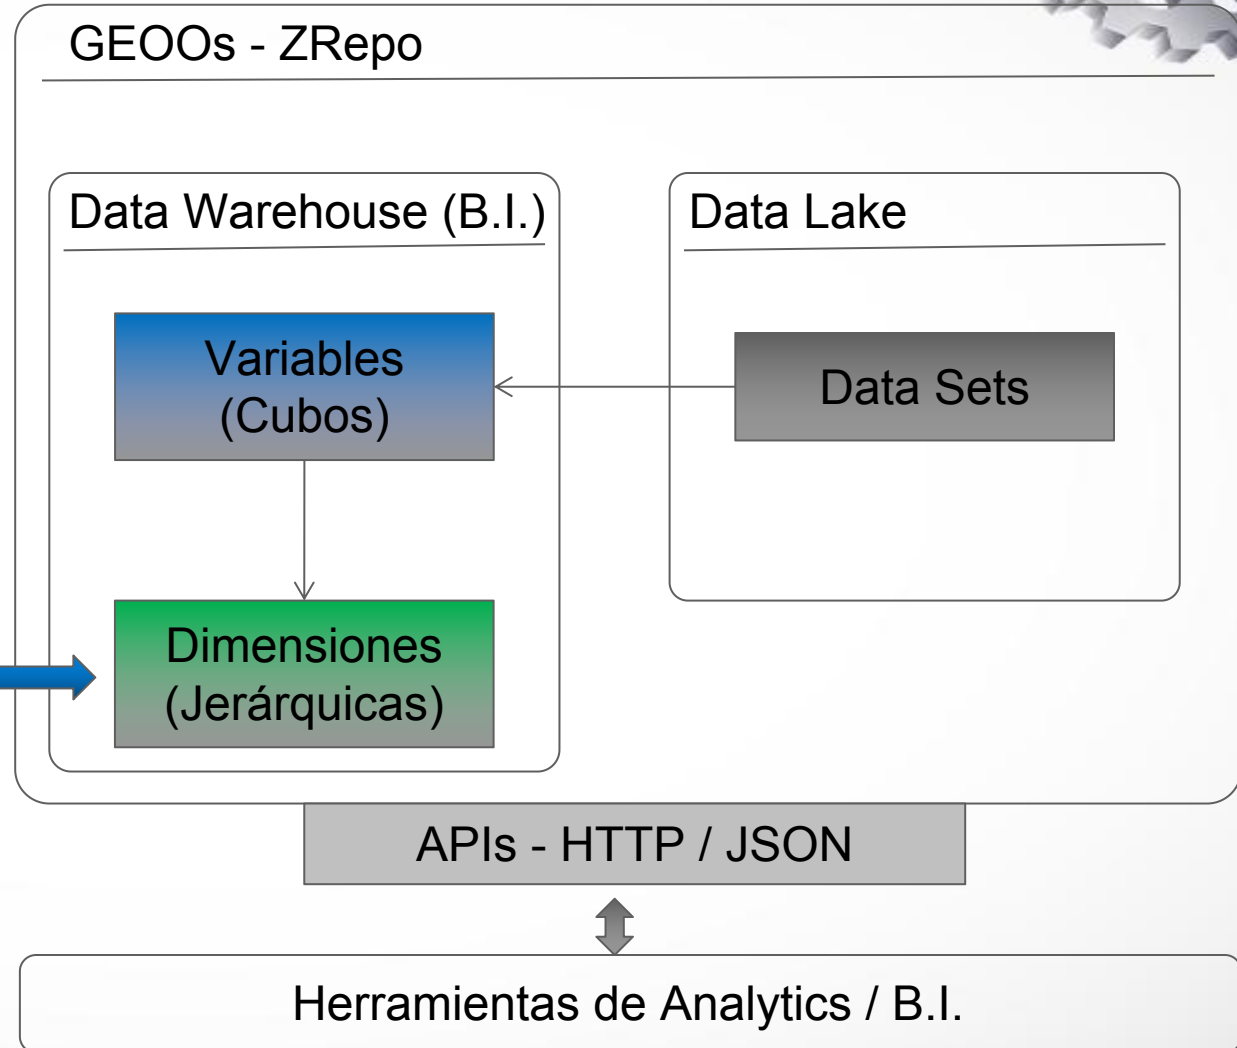 GEOOs - ZRepo
Data Warehouse (B.I.)
Data Lake
Variables
(Cubos)
Data Sets
Dimensiones
(Jerárquicas)
APIs - HTTP / JSON
Herramientas de Analytics / B.I.